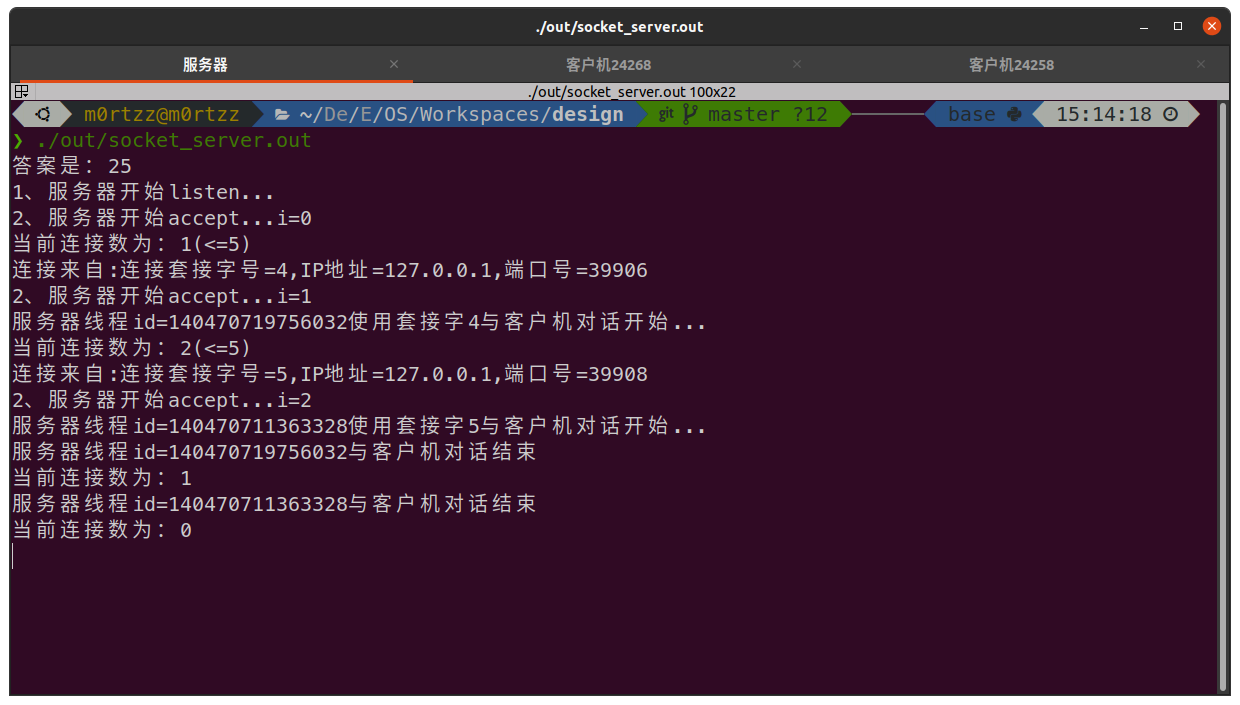 ./out/socket_server.out
服务器 客户机24268 客户机24258
./out/socket_server.out 100x22
m0rtzz@m0rtzz ~/De/E/OS/Workspaces/design git master ?12 base 15:14:18
❯ ./out/socket_server.out
答案是: 25
1、服务器开始listen...
2、服务器开始accept...i=0
当前连接数为: 1(<=5)
连接来自:连接套接字号=4,IP地址=127.0.0.1,端口号=39906
2、服务器开始accept...i=1
服务器线程id=140470719756032使用套接字4与客户机对话开始...
当前连接数为: 2(<=5)
连接来自:连接套接字号=5,IP地址=127.0.0.1,端口号=39908
2、服务器开始accept...i=2
服务器线程id=140470711363328使用套接字5与客户机对话开始...
服务器线程id=140470719756032与客户机对话结束
当前连接数为: 1
服务器线程id=140470711363328与客户机对话结束
当前连接数为: 0